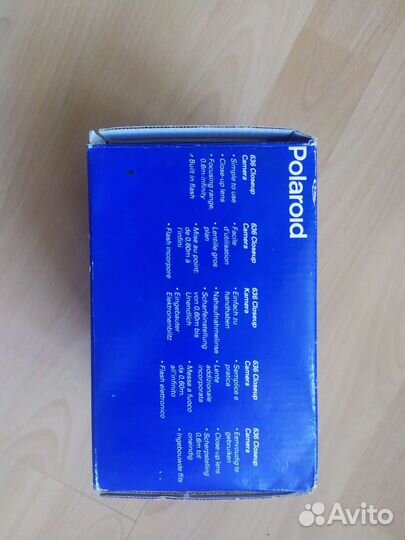 Polaroid
636 Closeup
Camera
• Simple to use
• Close-up lens
• Focusing range,
0.6m-infinity
• Built in flash
636 Closeup
Camera
• Facile
d'utilisation
• Lentille gros
plan
• Mise au point:
de 0.60m à
l'infini
• Flash incorporé
636 Closeup
Kamera
• Einfach zu
handhaben
• Nahaufnahmelinse
• Scharfeinstellung
von 0.60m bis
Unendlich
• Eingebauter
Elektronenblitz
636 Closeup
Camera
• Semplice e
pratica
• Lente
addizionale
incorporata
• Messa a fuoco
da 0.60m.
all'infinito
• Flash elettronico
636 Closeup
Camera
• Eenvoudig te
gebruiken
• Close-up lens
• Scherpstelling
0.6m tot
oneindig
• Ingebouwde flits
Avito